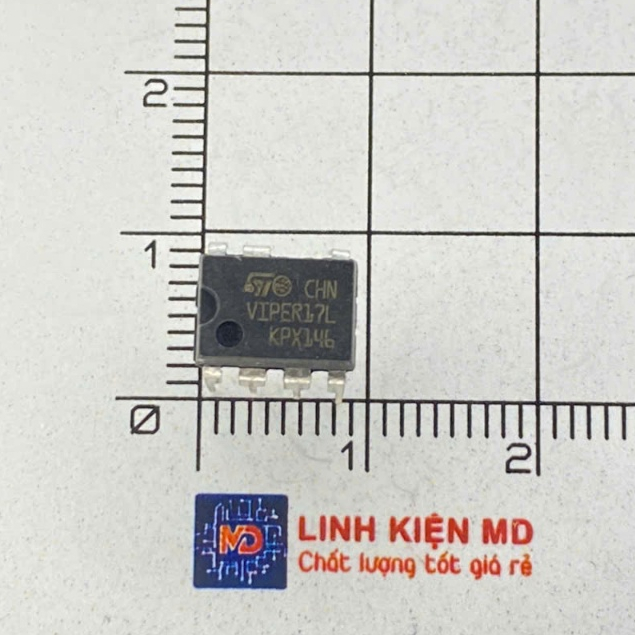 2
1
CHN
VIPER17L
KPX146
0
1
2
MD
LINH KIỆN MD
Chất lượng tốt giá rẻ